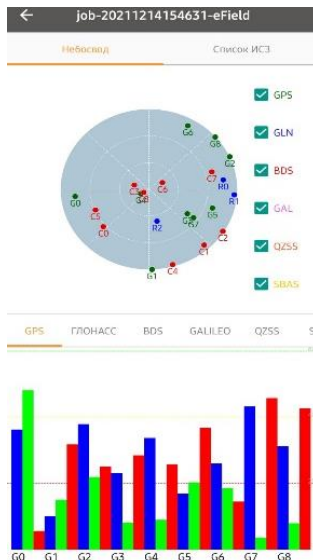 job-20211214154631-eField
Небосвод Список ИСЗ
GPS
GLN
BDS
GAL
QZSS
SBAS
G6
G8
G2
C7
R0
R1
C6
G4
G0
C5
C0
R2
G7
G5
C2
C1
G1
C4
GPS ГЛОНАСС BDS GALILEO QZSS S
G0 G1 G2 G3 G4 G5 G6 G7 G8